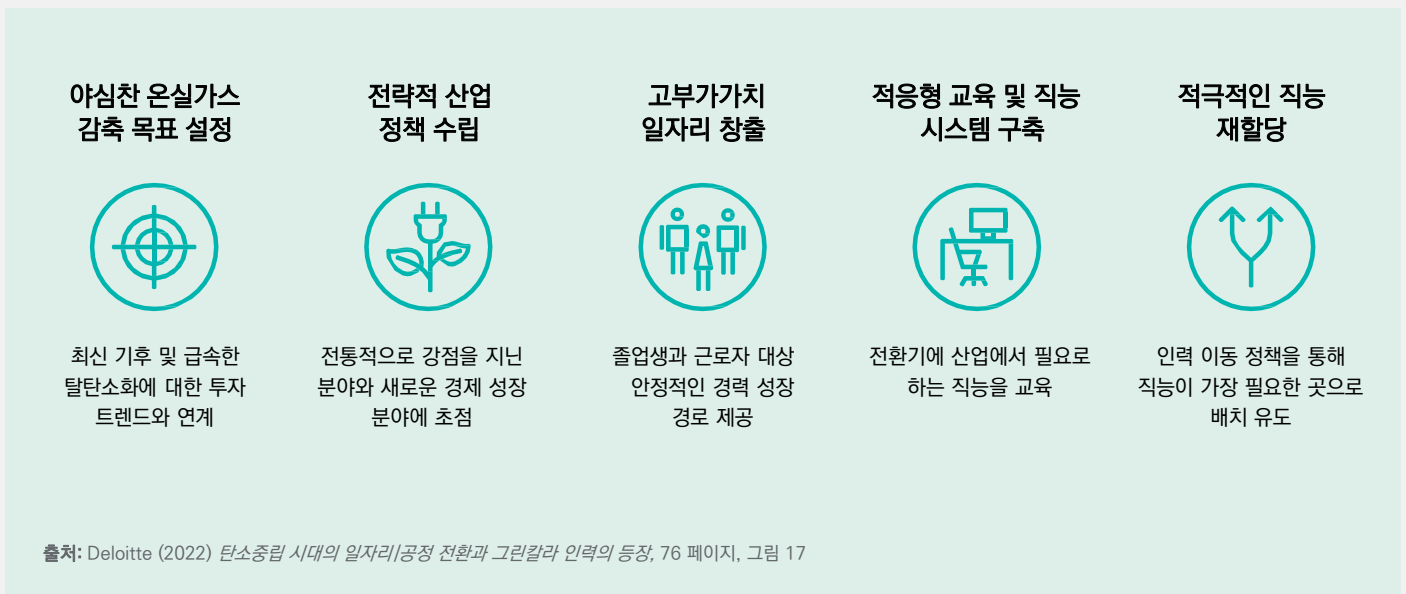 야심찬 온실가스
감축 목표 설정
최신 기후 및 급속한
탈탄소화에 대한 투자
트렌드와 연계
전략적 산업
정책 수립
전통적으로 강점을 지닌
분야와 새로운 경제 성장
분야에 초점
고부가가치
일자리 창출
졸업생과 근로자 대상
안정적인 경력 성장
경로 제공
적응형 교육 및 직능
시스템 구축
전환기에 산업에서 필요로
하는 직능을 교육
적극적인 직능
재할당
인력 이동 정책을 통해
직능이 가장 필요한 곳으로
배치 유도
출처: Deloitte (2022) 탄소중립 시대의 일자리/공정 전환과 그린칼라 인력의 등장, 76 페이지, 그림 17